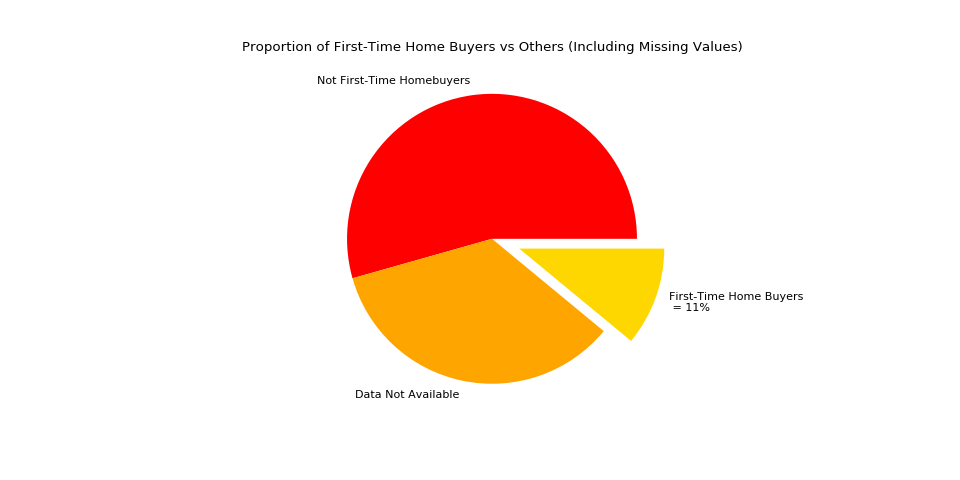 Proportion of First-Time Home Buyers vs Others (Including Missing Values)
Not First-Time Homebuyers
First-Time Home Buyers
= 11%
Data Not Available